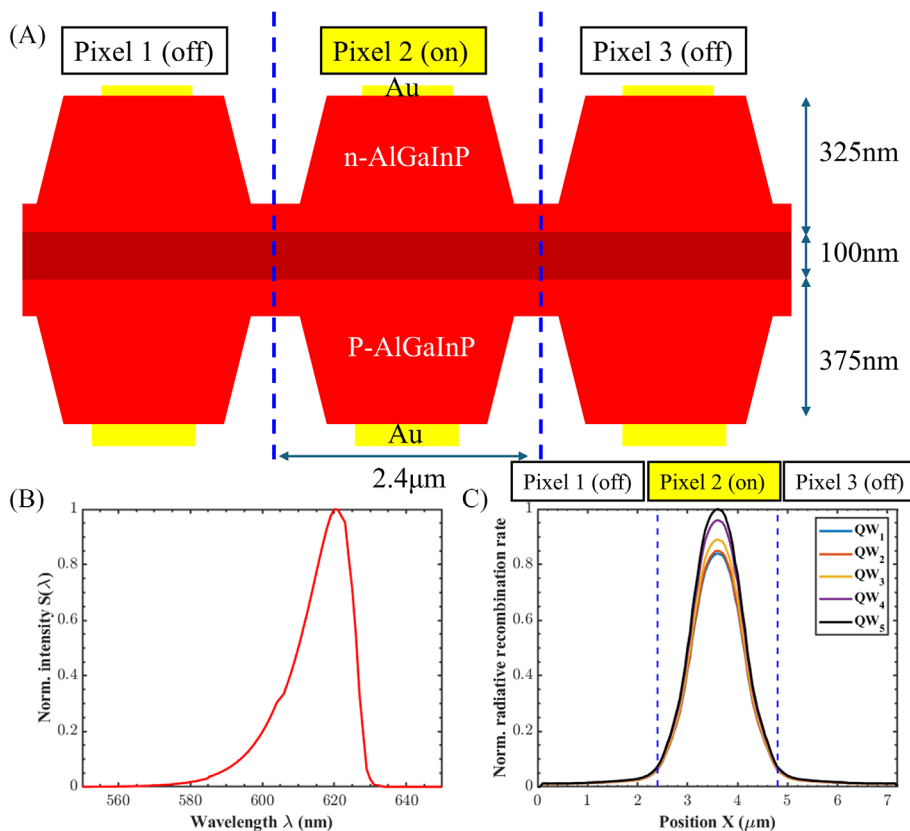 (A)
Pixel 1 (off)
Pixel 2 (on)
Pixel 3 (off)
Au
n-AlGaInP
325nm
100nm
P-AlGaInP
375nm
Au
2.4μm
(B)
C)
Pixel 1 (off)
Pixel 2 (on)
Pixel 3 (off)
Norm. intensity S(λ)
1
0.8
0.6
0.4
0.2
0
560
580
600
620
640
Wavelength λ (nm)
Norm. radiative recombination rate
1
0.8
0.6
0.4
0.2
0
0
1
2
3
4
5
6
7
Position X (μm)
QW₁
QW₂
QW₃
QW₄
QW₅